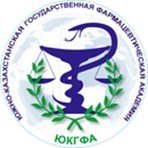 ЮЖНО-КАЗАХСТАНСКАЯ ГОСУДАРСТВЕННАЯ ФАРМАЦЕВТИЧЕСКАЯ АКАДЕМИЯ
ЮКГФА